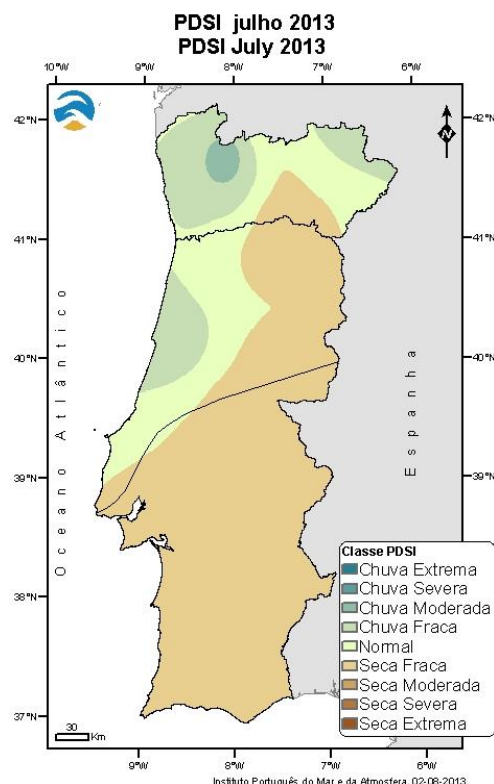 PDSI julho 2013
PDSI July 2013
10°W 9°W 8°W 7°W 6°W
42°N 42°N
N
41°N 41°N
Oceano Atlântico
Espanha
40°N 40°N
39°N 39°N
38°N
37°N 37°N
Classe PDSI
Chuva Extrema
Chuva Severa
Chuva Moderada
Chuva Fraca
Normal
Seca Fraca
Seca Moderada
Seca Severa
Seca Extrema
30
Km
9°W 8°W 7°W 6°W
Instituto Português do Mar e da Atmosfera, 02-08-2013